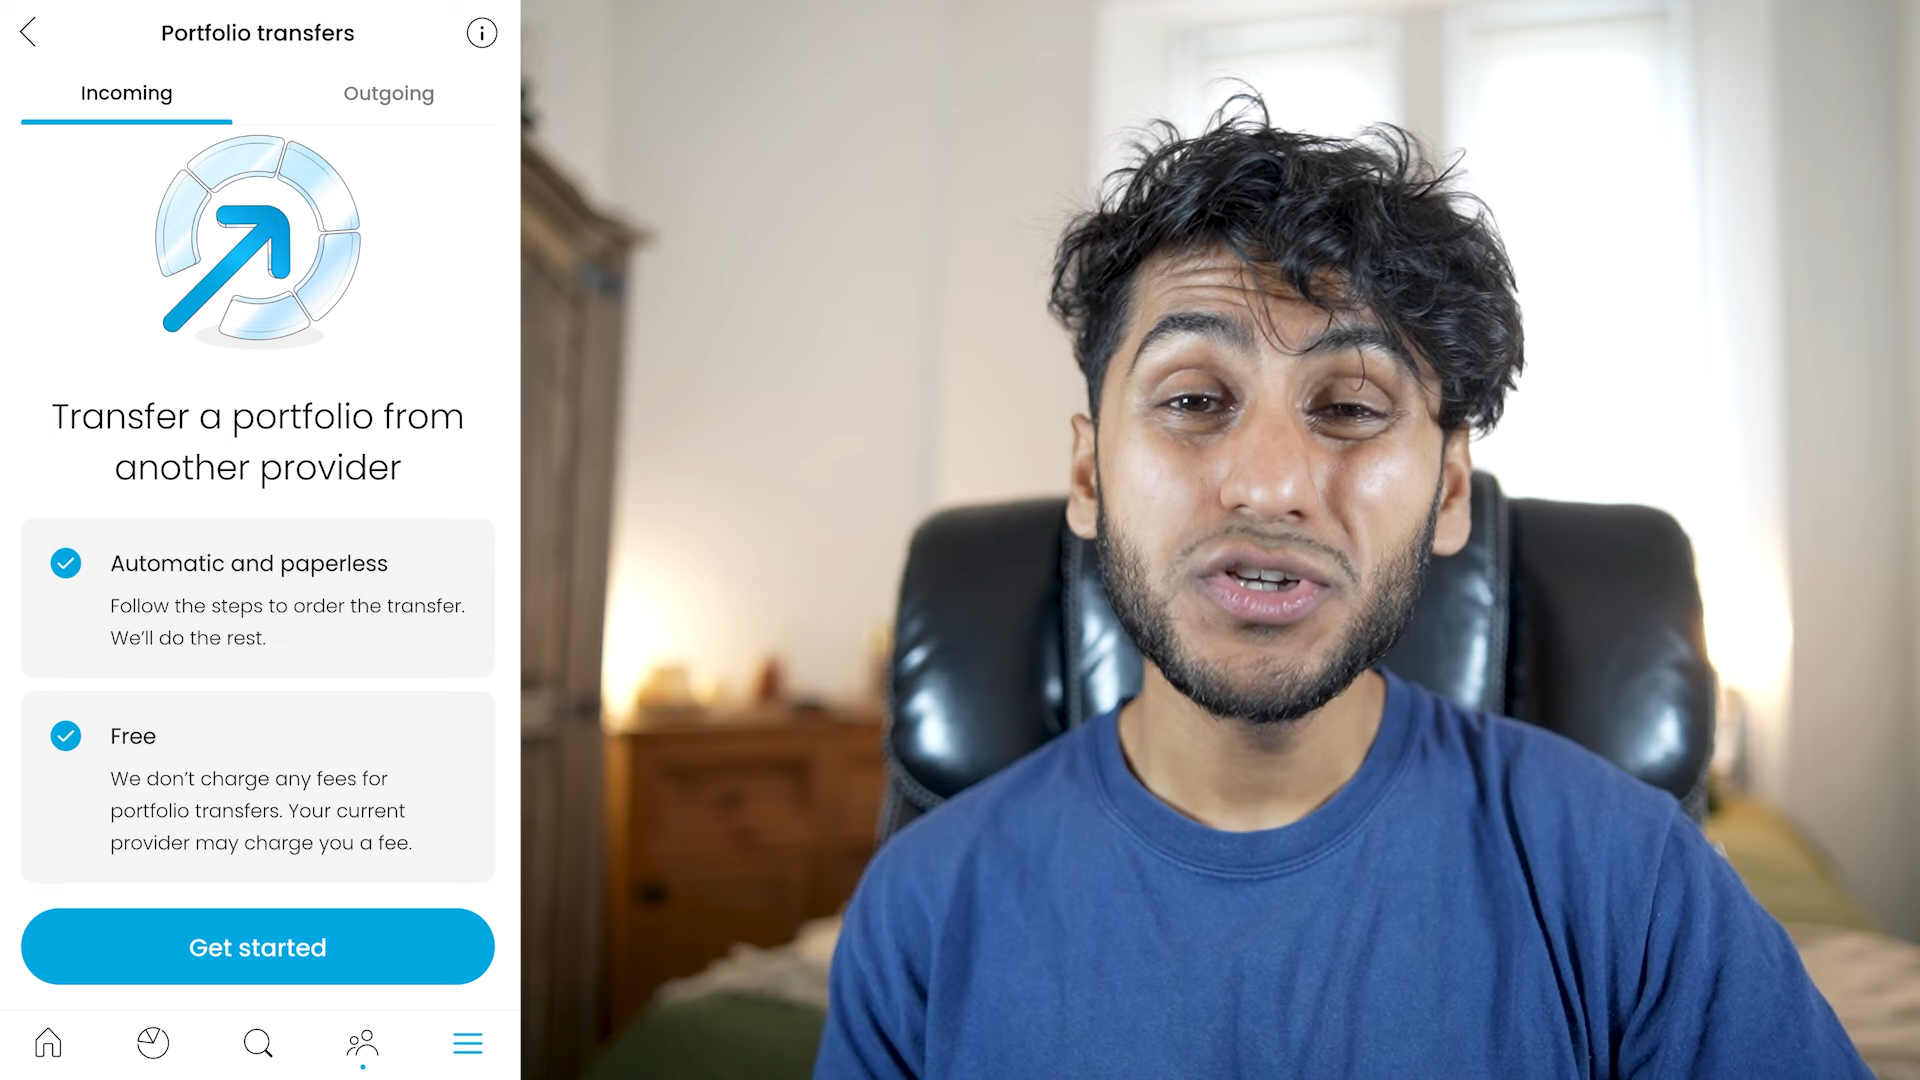 Portfolio transfers
Incoming
Outgoing
Transfer a portfolio from
another provider
Automatic and paperless
Follow the steps to order the transfer.
We'll do the rest.
Free
We don't charge any fees for
portfolio transfers. Your current
provider may charge you a fee.
Get started